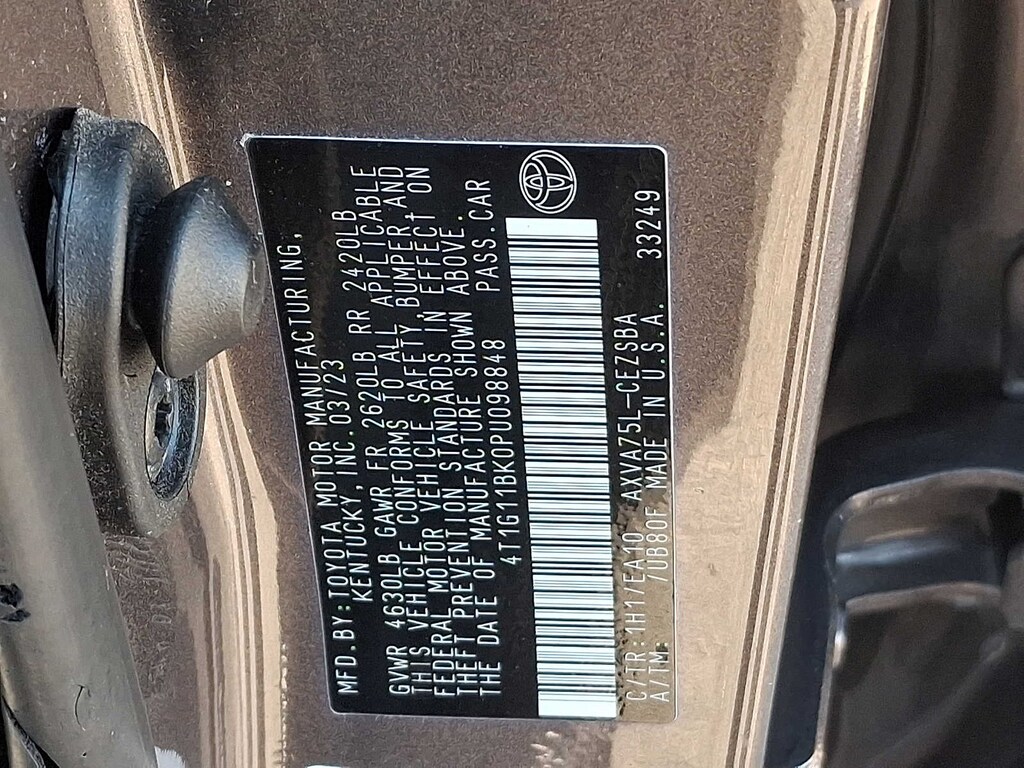 MFD.BY:TOYOTA MOTOR MANUFACTURING,
KENTUCKY,INC.03/23
GVWR 4630LB GAWR FR 2620LB RR 2420LB
THIS VEHICLE CONFORMS TO ALL APPLICABLE
FEDERAL MOTOR VEHICLE SAFETY,BUMPER,AND
THEFT PREVENTION STANDARDS IN EFFECT ON
THE DATE OF MANUFACTURE SHOWN ABOVE.
4T1G11BK0PU098848 PASS.CAR
C/TR:1H1/EA10 AXVA75L-CEZSBA
A/TM: /UB80F MADE IN U.S.A. 33249